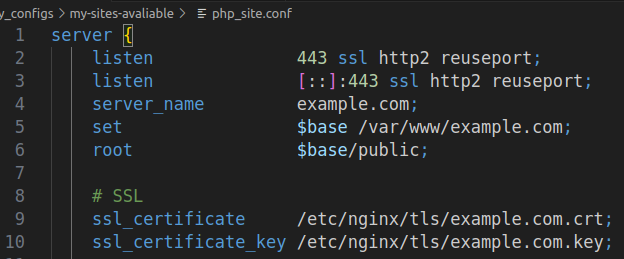 y_configs > my-sites-avaliable > php_site.conf
1 server {
2 listen 443 ssl http2 reuseport;
3 listen [::]:443 ssl http2 reuseport;
4 server_name example.com;
5 set $base /var/www/example.com;
6 root $base/public;
7
8 # SSL
9 ssl_certificate /etc/nginx/tls/example.com.crt;
10 ssl_certificate_key /etc/nginx/tls/example.com.key;